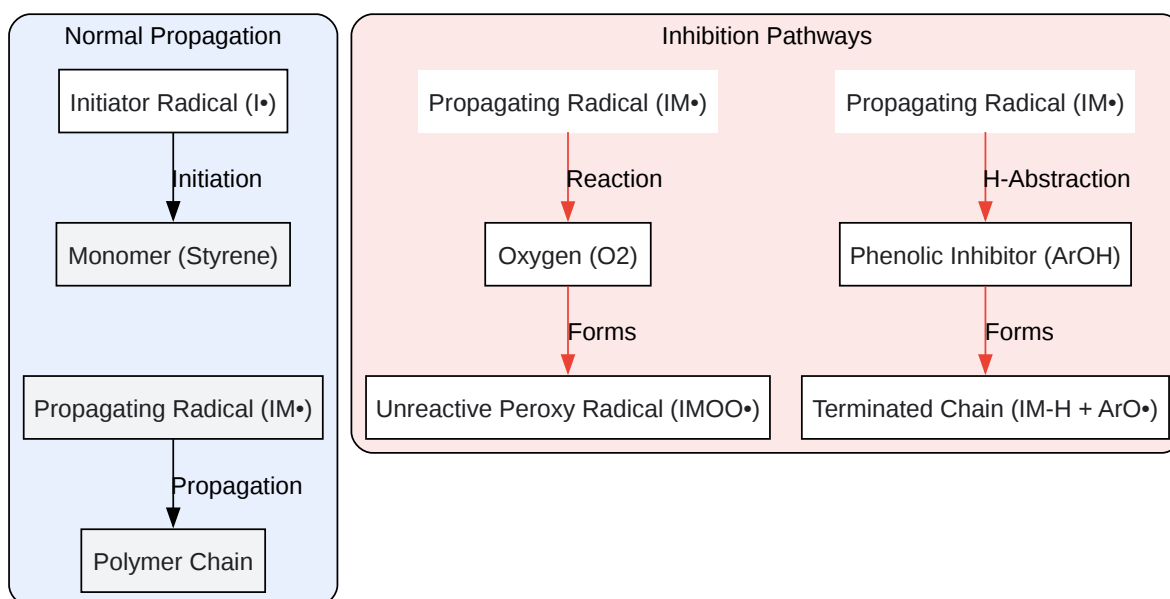 Normal Propagation
Initiator Radical (I•)
Initiation
Monomer (Styrene)
Propagating Radical (IM•)
Propagation
Polymer Chain
Inhibition Pathways
Propagating Radical (IM•)
Reaction
Oxygen (O2)
Forms
Unreactive Peroxy Radical (IMOO•)
Propagating Radical (IM•)
H-Abstraction
Phenolic Inhibitor (ArOH)
Forms
Terminated Chain (IM-H + ArO•)